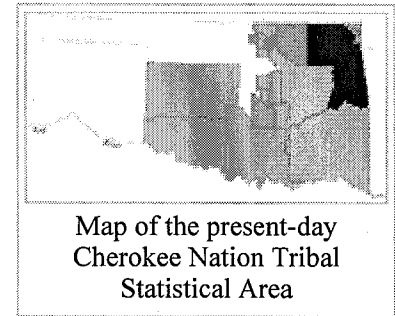 Map of the present-day
Cherokee Nation Tribal
Statistical Area